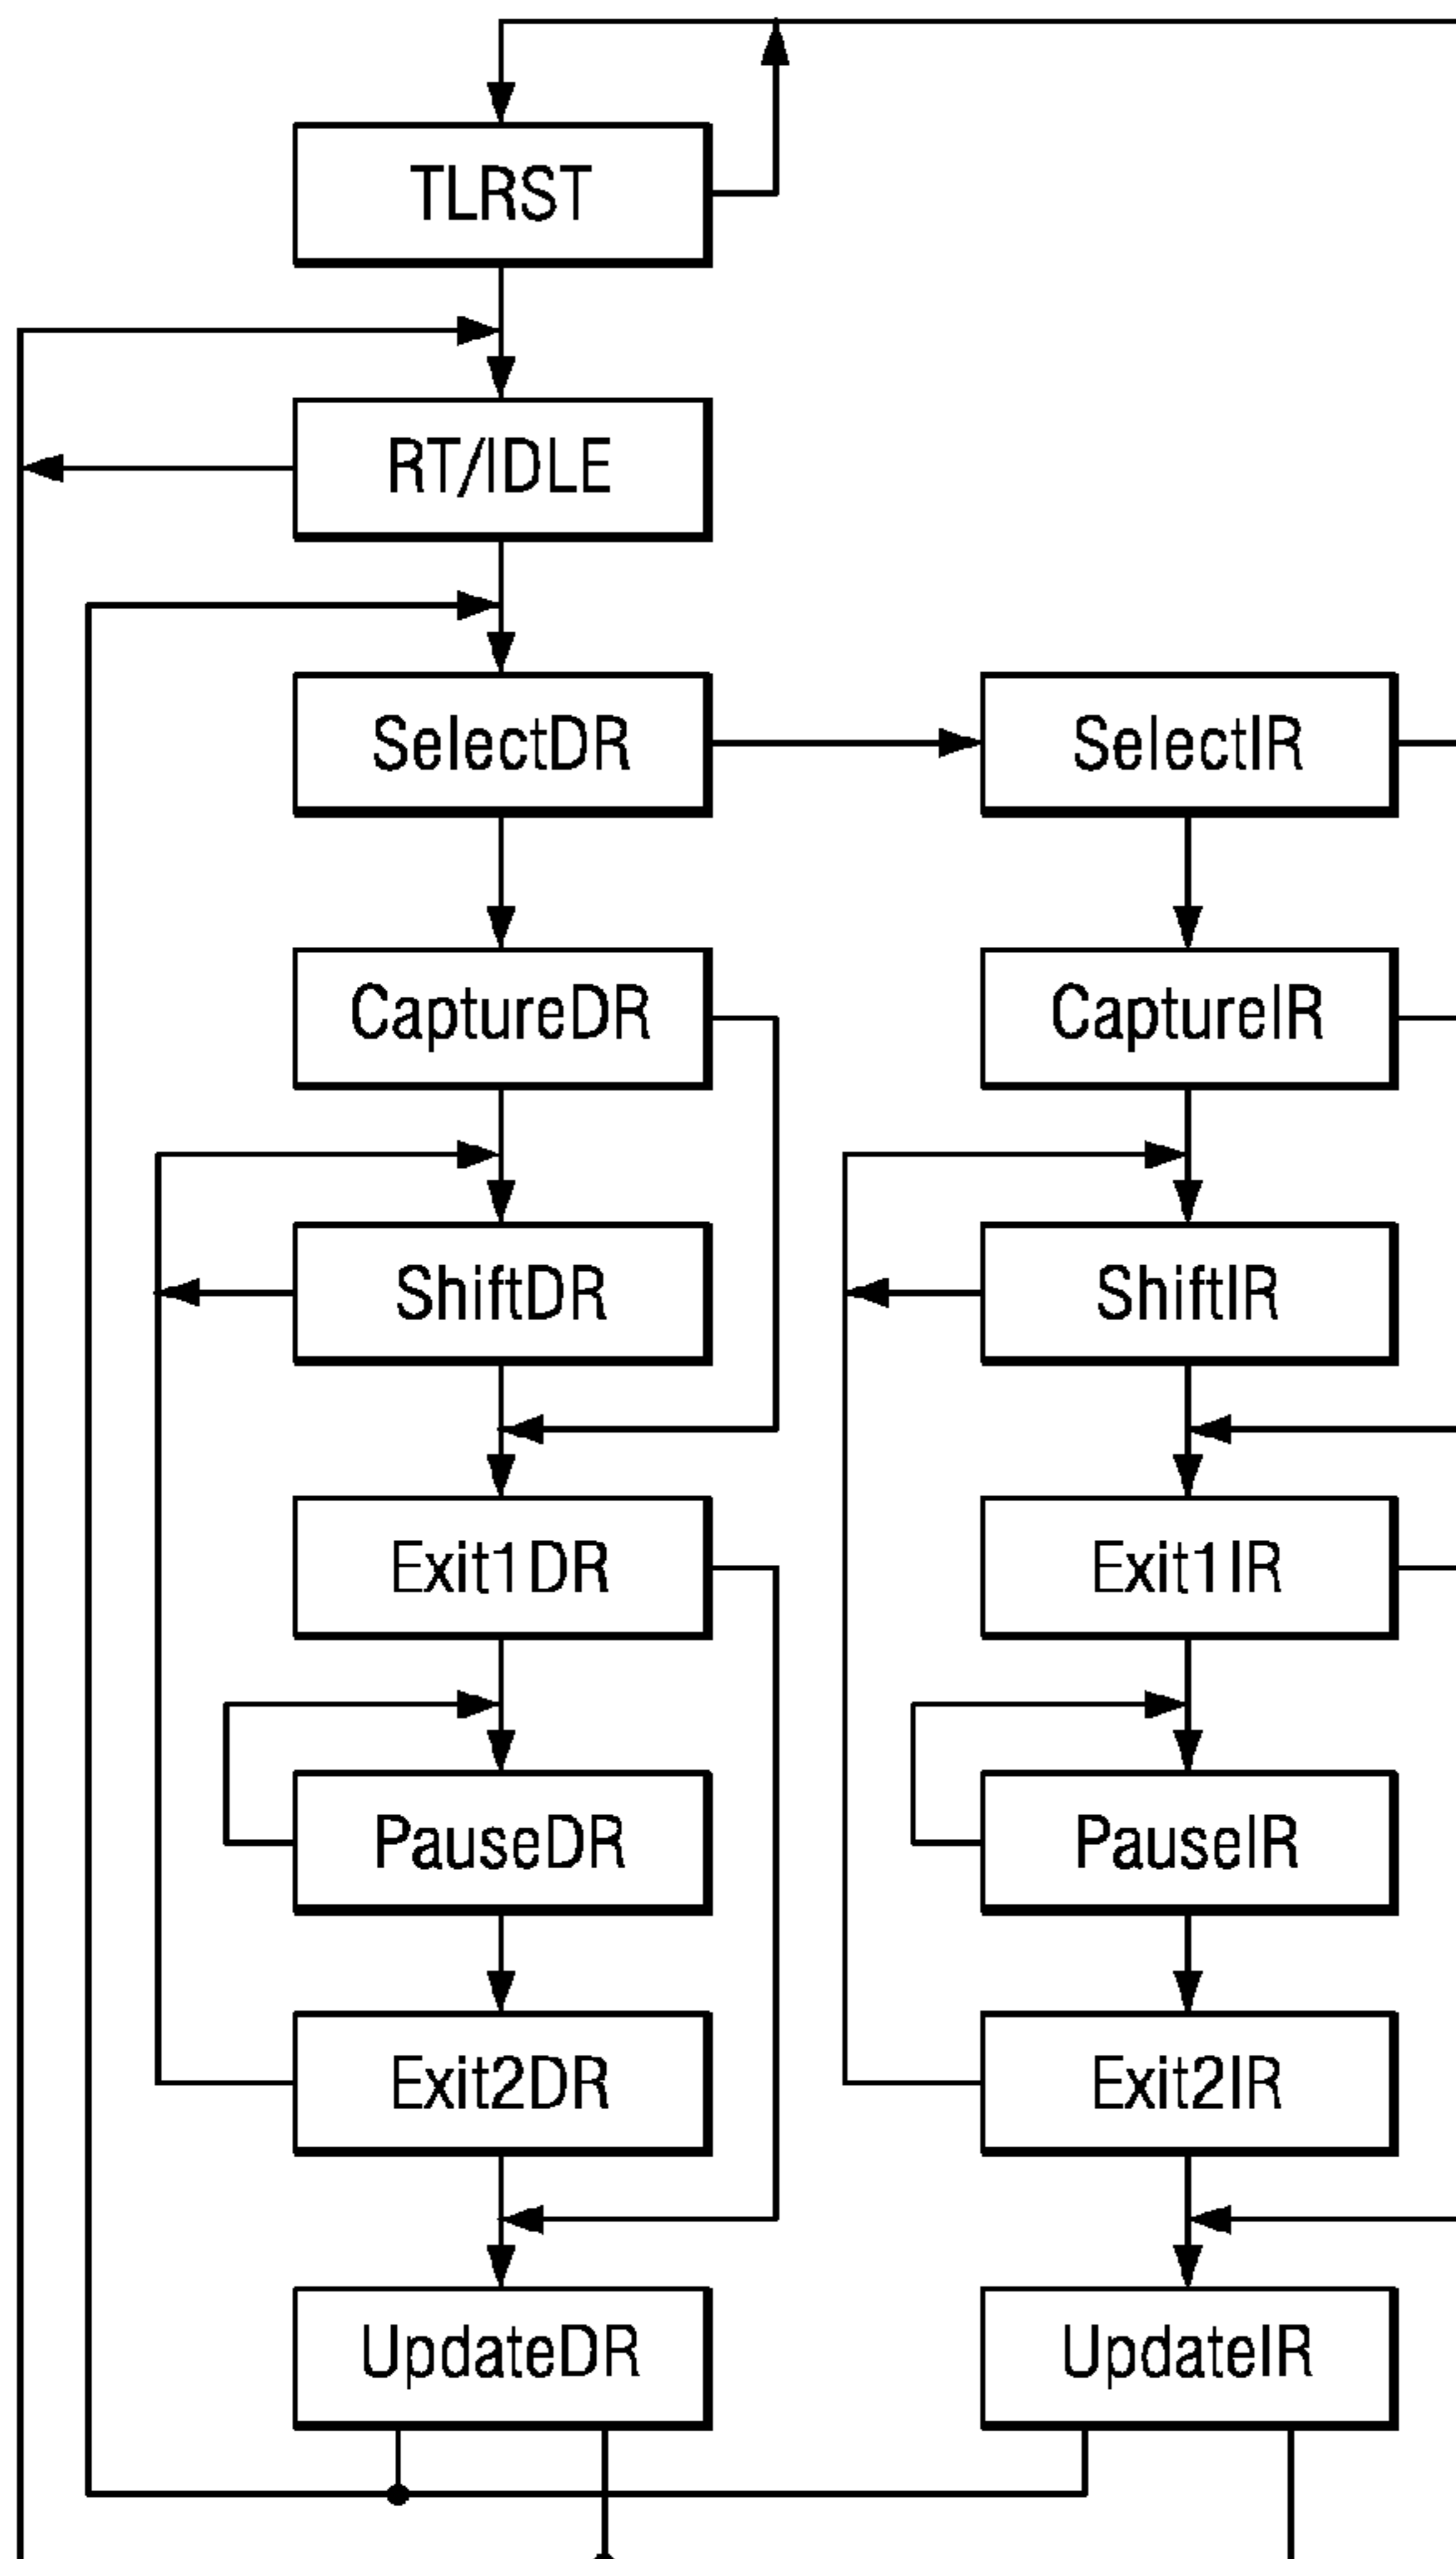 TLRST
RT/IDLE
SelectDR
SelectIR
CaptureDR
CaptureIR
ShiftDR
ShiftIR
Exit1DR
Exit1IR
PauseDR
PauseIR
Exit2DR
Exit2IR
UpdateDR
UpdateIR